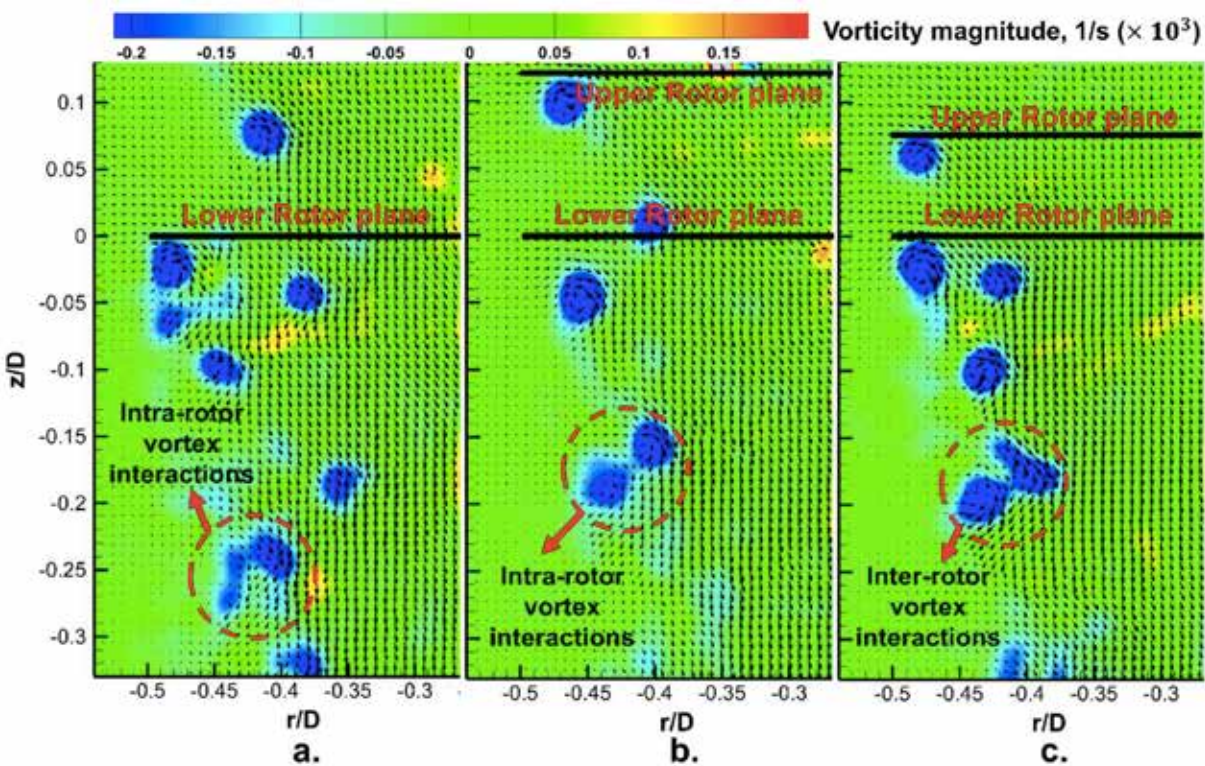 -0.2 -0.15 -0.1 -0.05 0 0.05 0.1 0.15
Vorticity magnitude, 1/s (× 10³)
z/D
0.1
0.05
0
-0.05
-0.1
-0.15
-0.2
-0.25
-0.3
Lower Rotor plane
Intra-rotor
vortex
interactions
-0.5 -0.45 -0.4 -0.35 -0.3
r/D
a.
Upper Rotor plane
Lower Rotor plane
Intra-rotor
vortex
interactions
-0.5 -0.45 -0.4 -0.35 -0.3
r/D
b.
Upper Rotor plane
Lower Rotor plane
Inter-rotor
vortex
interactions
-0.5 -0.45 -0.4 -0.35 -0.3
r/D
c.